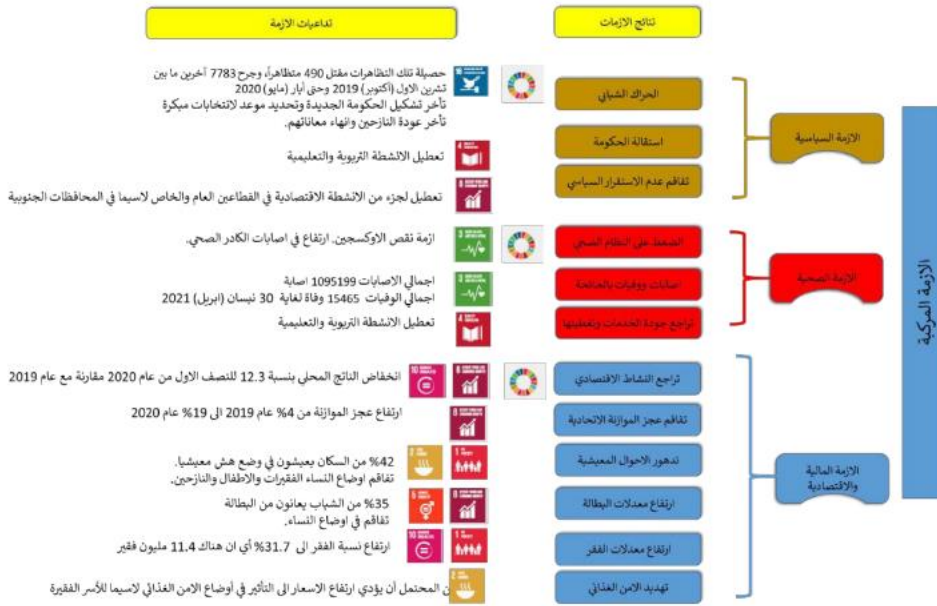 نتائج الازمات
تداعيات الازمة
الازمة المركبة
الازمة السياسية
الحراك الشبابي
استقالة الحكومة
تفاقم عدم الاستقرار السياسي
حصيلة تلك التظاهرات مقتل 490 متظاهراً، وجرح 7783 آخرين ما بين
تشرين الاول (أكتوبر) 2019 وحتى أيار (مايو) 2020
تأخر تشكيل الحكومة الجديدة وتحديد موعد لانتخابات مبكرة
تأخر عودة النازحين وانهاء معاناتهم.
تعطيل الانشطة التربوية والتعليمية
تعطيل لجزء من الانشطة الاقتصادية في القطاعين العام والخاص لاسيما في المحافظات الجنوبية
الازمة الصحية
الضغط على النظام الصحي
اصابات ووفيات بالجائحة
تراجع جودة الخدمات وتغطيتها
ازمة نقص الاوكسجين. ارتفاع في اصابات الكادر الصحي.
اجمالي الاصابات 1095199 اصابة
اجمالي الوفيات 15465 وفاة لغاية 30 نيسان (ابريل) 2021
تعطيل الانشطة التربوية والتعليمية
الازمة المالية
والاقتصادية
تراجع النشاط الاقتصادي
تفاقم عجز الموازنة الاتحادية
تدهور الاحوال المعيشية
ارتفاع معدلات البطالة
ارتفاع معدلات الفقر
تهديد الامن الغذائي
انخفاض الناتج المحلي بنسبة 12.3 للنصف الاول من عام 2020 مقارنة مع عام 2019
ارتفاع عجز الموازنة من 4% عام 2019 الى 19% عام 2020
42% من السكان يعيشون في وضع هش معيشيا.
تفاقم اوضاع النساء الفقيرات والاطفال والنازحين.
35% من الشباب يعانون من البطالة
تفاقم في اوضاع النساء.
ارتفاع نسبة الفقر الى 31.7% أي ان هناك 11.4 مليون فقير
المحتمل أن يؤدي ارتفاع الاسعار الى التأثير في أوضاع الامن الغذائي لاسيما للأسر الفقيرة